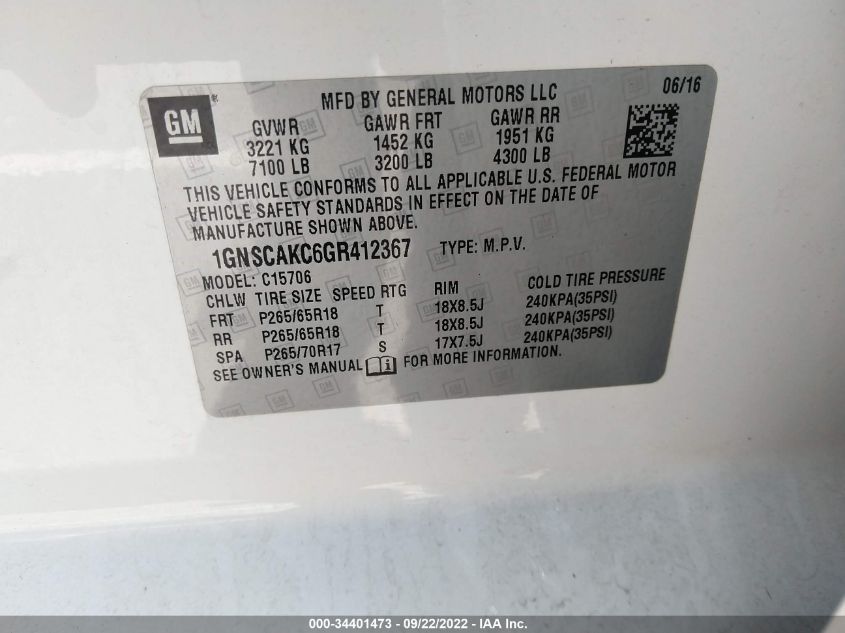 GM
®
MFD BY GENERAL MOTORS LLC
06/16
GVWR GAWR FRT GAWR RR
3221 KG 1452 KG 1951 KG
7100 LB 3200 LB 4300 LB
THIS VEHICLE CONFORMS TO ALL APPLICABLE U.S. FEDERAL MOTOR
VEHICLE SAFETY STANDARDS IN EFFECT ON THE DATE OF
MANUFACTURE SHOWN ABOVE.
1GNSCAKC6GR412367 TYPE: M.P.V.
MODEL: C15706
CHLW TIRE SIZE SPEED RTG RIM COLD TIRE PRESSURE
FRT P265/65R18 T 18X8.5J 240KPA(35PSI)
RR P265/65R18 T 18X8.5J 240KPA(35PSI)
SPA P265/70R17 S 17X7.5J 240KPA(35PSI)
SEE OWNER'S MANUAL i FOR MORE INFORMATION.
000-34401473 - 09/22/2022 - IAA Inc.